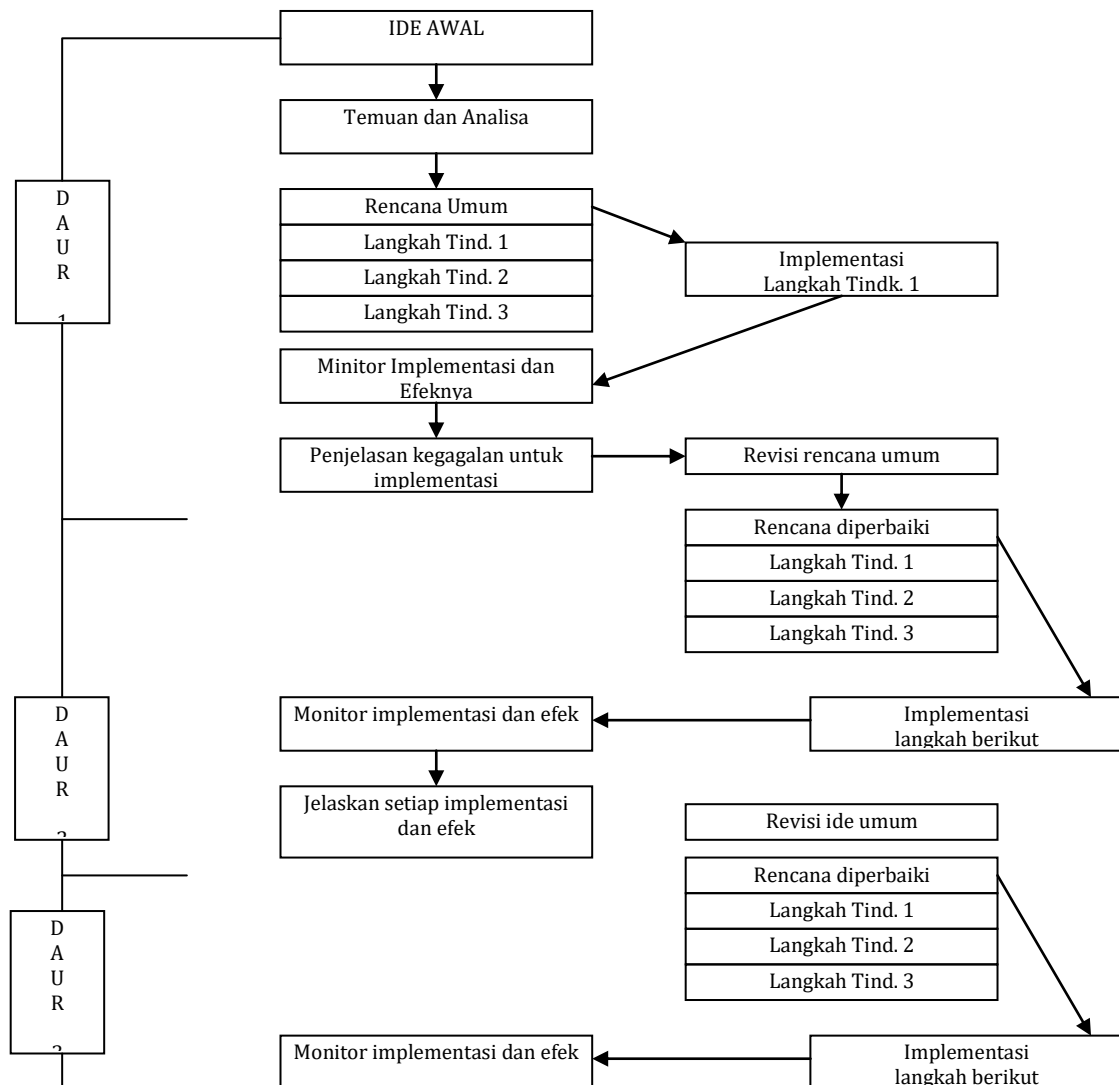 IDE AWAL
Temuan dan Analisa
D
A
U
R
Rencana Umum
Langkah Tind. 1
Langkah Tind. 2
Langkah Tind. 3
Implementasi
Langkah Tindk. 1
Minitor Implementasi dan
Efeknya
Penjelasan kegagalan untuk
implementasi
Revisi rencana umum
Rencana diperbaiki
Langkah Tind. 1
Langkah Tind. 2
Langkah Tind. 3
D
A
U
R
Monitor implementasi dan efek
Implementasi
langkah berikut
Jelaskan setiap implementasi
dan efek
Revisi ide umum
Rencana diperbaiki
Langkah Tind. 1
Langkah Tind. 2
Langkah Tind. 3
D
A
U
R
Monitor implementasi dan efek
Implementasi
langkah berikut